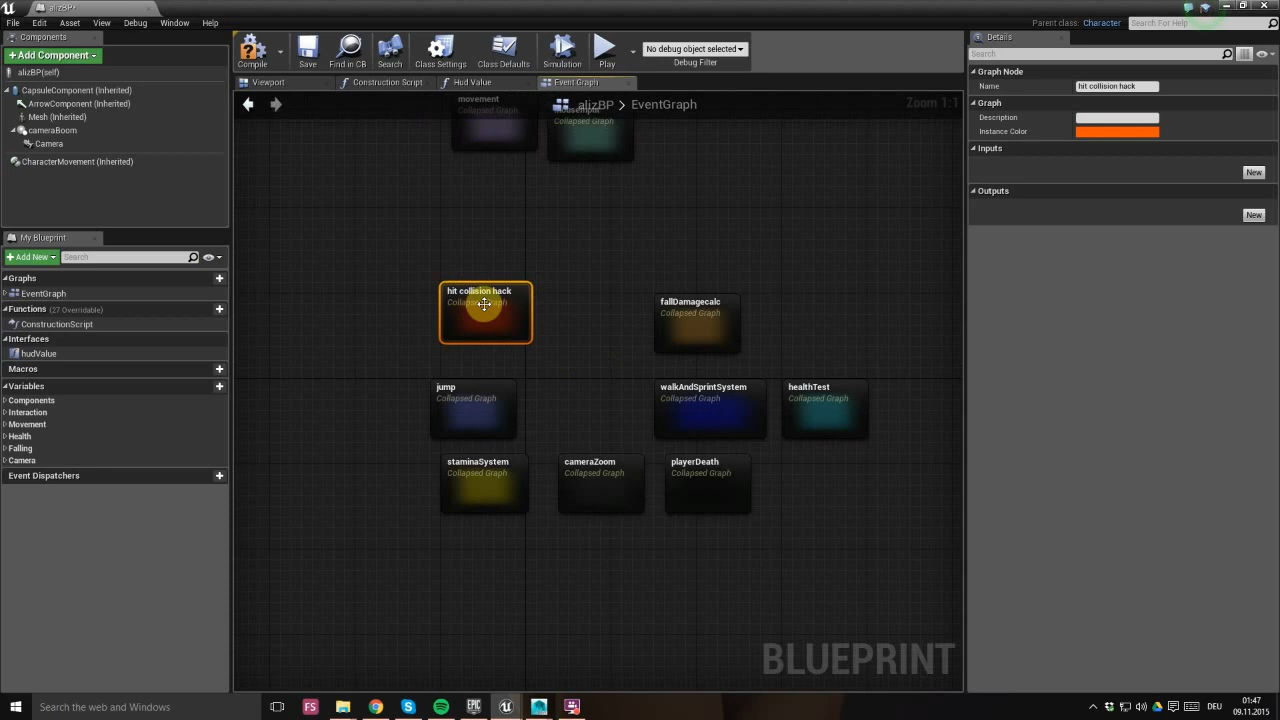 alizBP*
File Edit Asset View Debug Window Help
Parent class: Character
Search For Help
Components
+ Add Component
alizBP(self)
CapsuleComponent (Inherited)
ArrowComponent (Inherited)
Mesh (Inherited)
cameraBoom
Camera
CharacterMovement (Inherited)
My Blueprint
+ Add New
Search
Graphs
EventGraph
Functions (27 Overridable)
ConstructionScript
Interfaces
hudValue
Macros
Variables
Components
Interaction
Movement
Health
Falling
Camera
Event Dispatchers
Compile
Save
Find in CB
Search
Class Settings
Class Defaults
Simulation
Play
No debug object selected
Debug Filter
Viewport
Construction Script
Hud Value
Event Graph
alizBP > EventGraph
Zoom 1:1
movement
Collapsed Graph
Collapsed Graph
hit collision hack
Collapsed Graph
fallDamagecalc
Collapsed Graph
jump
Collapsed Graph
walkAndSprintSystem
Collapsed Graph
healthTest
Collapsed Graph
staminaSystem
Collapsed Graph
cameraZoom
Collapsed Graph
playerDeath
Collapsed Graph
BLUEPRINT
Details
Search
Graph Node
Name hit collision hack
Graph
Description
Instance Color
Inputs
New
Outputs
New
Search the web and Windows
FS
EPIC
DEU
01:47
09.11.2015